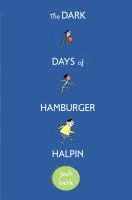 The DARK
DAYS of
HAMBURGER
HALPIN
josh
berk